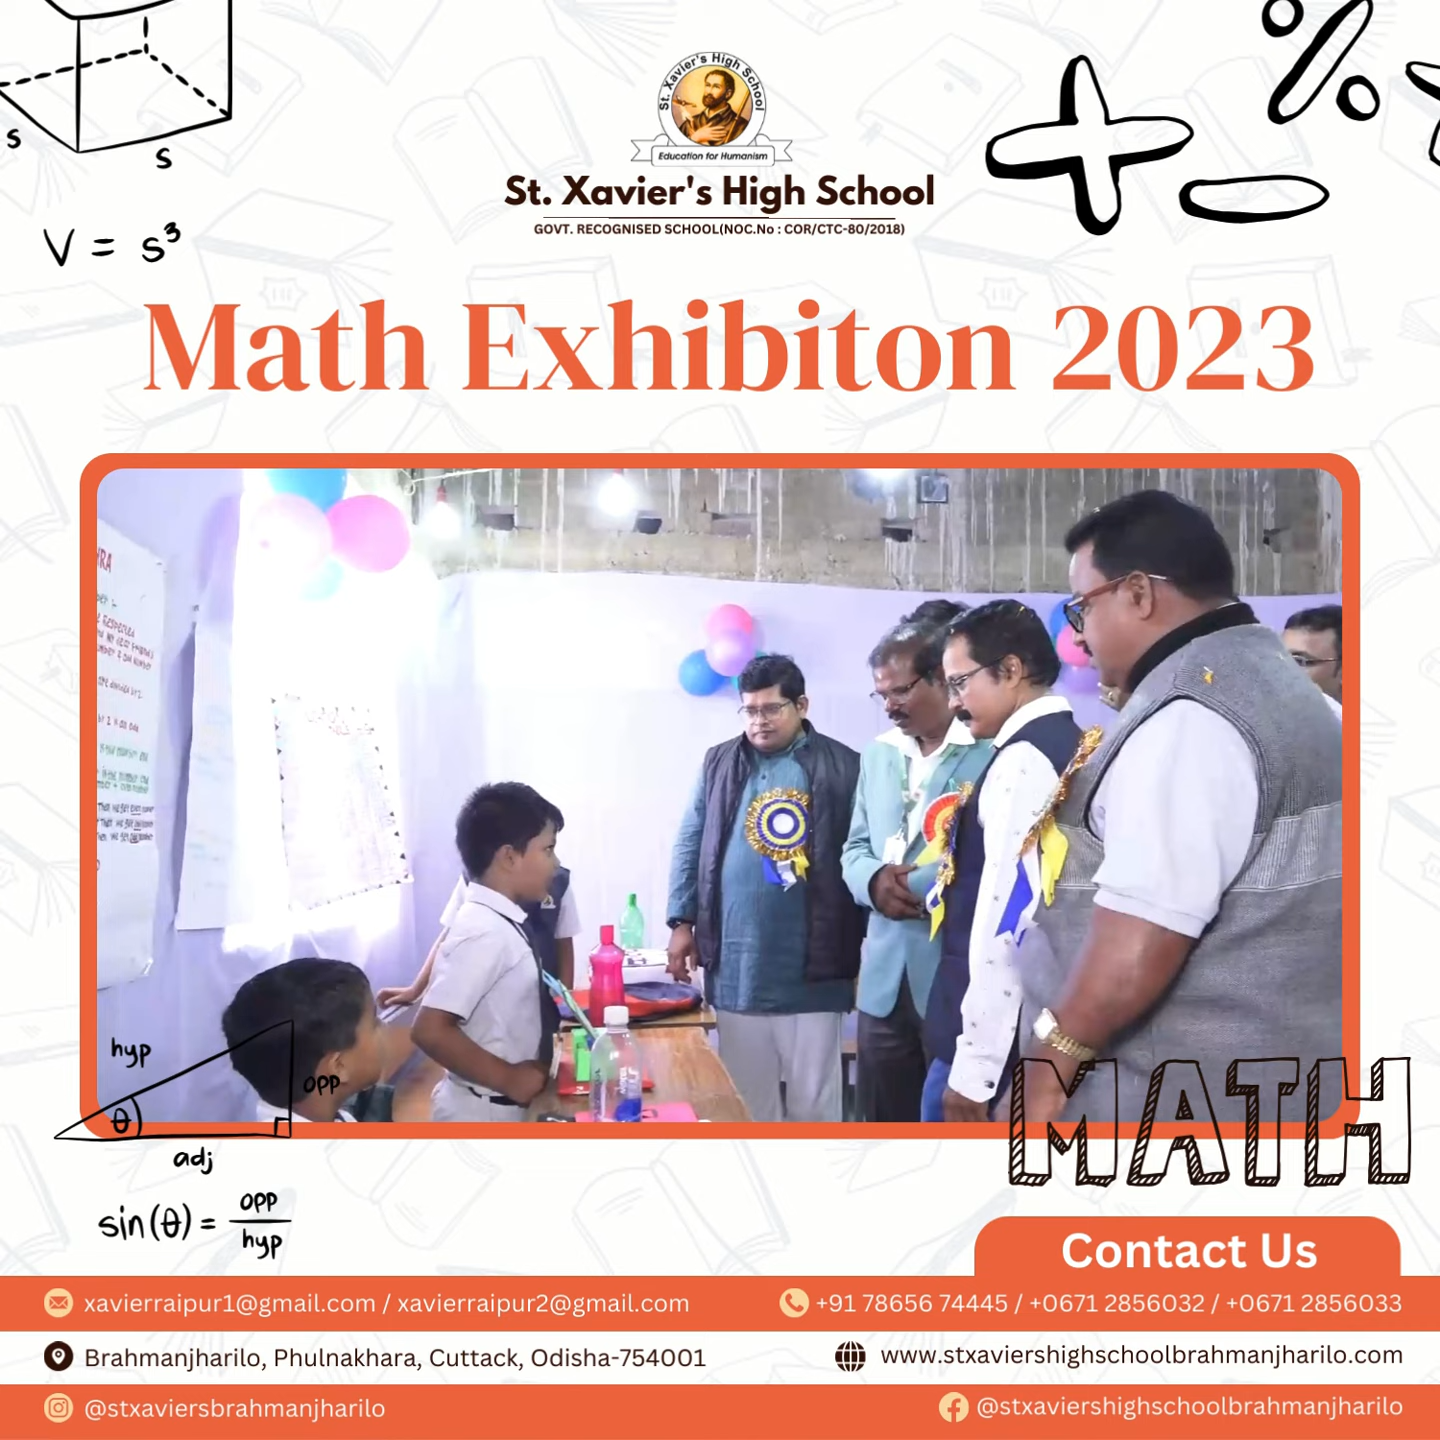 s
s
V = s³
St. Xavier's High School
Education for Humanism
St. Xavier's High School
GOVT. RECOGNISED SCHOOL(NOC.No : COR/CTC-80/2018)
+ − %
Math Exhibiton 2023
hyp
opp
θ
adj
sin(θ) = opp/hyp
MATH
Contact Us
xavierraipur1@gmail.com / xavierraipur2@gmail.com
+91 78656 74445 / +0671 2856032 / +0671 2856033
Brahmanjharilo, Phulnakhara, Cuttack, Odisha-754001
www.stxaviershighschoolbrahmanjharilo.com
@stxaviersbrahmanjharilo
@stxaviershighschoolbrahmanjharilo